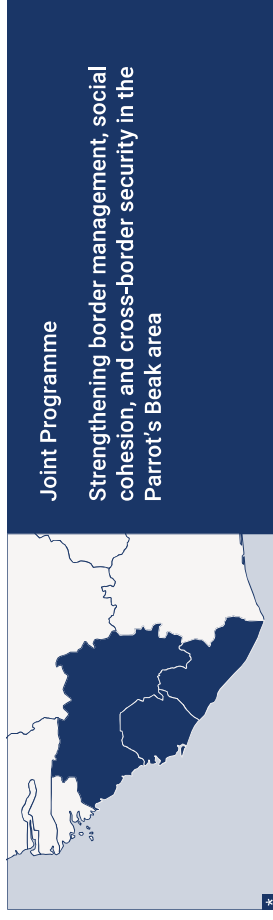 Joint Programme
Strengthening border management, social
cohesion, and cross-border security in the
Parrot's Beak area
*